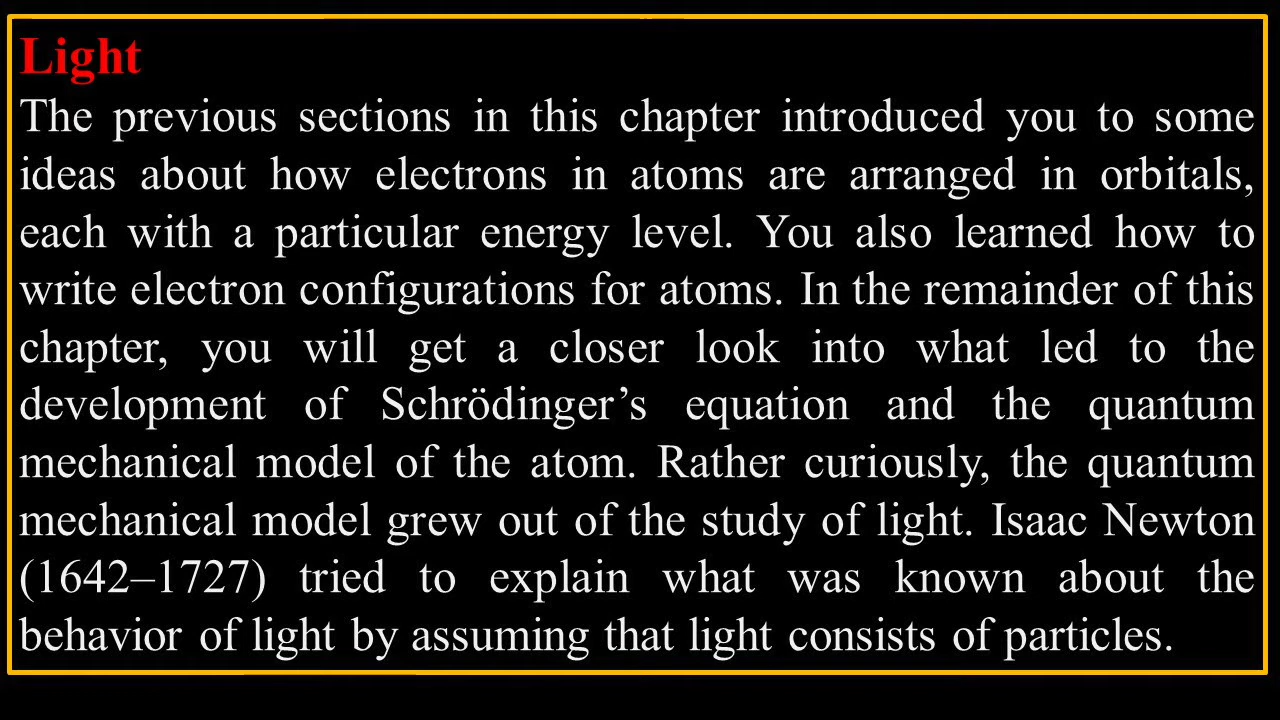 Light
The previous sections in this chapter introduced you to some
ideas about how electrons in atoms are arranged in orbitals,
each with a particular energy level. You also learned how to
write electron configurations for atoms. In the remainder of this
chapter, you will get a closer look into what led to the
development of Schrödinger’s equation and the quantum
mechanical model of the atom. Rather curiously, the quantum
mechanical model grew out of the study of light. Isaac Newton
(1642–1727) tried to explain what was known about the
behavior of light by assuming that light consists of particles.